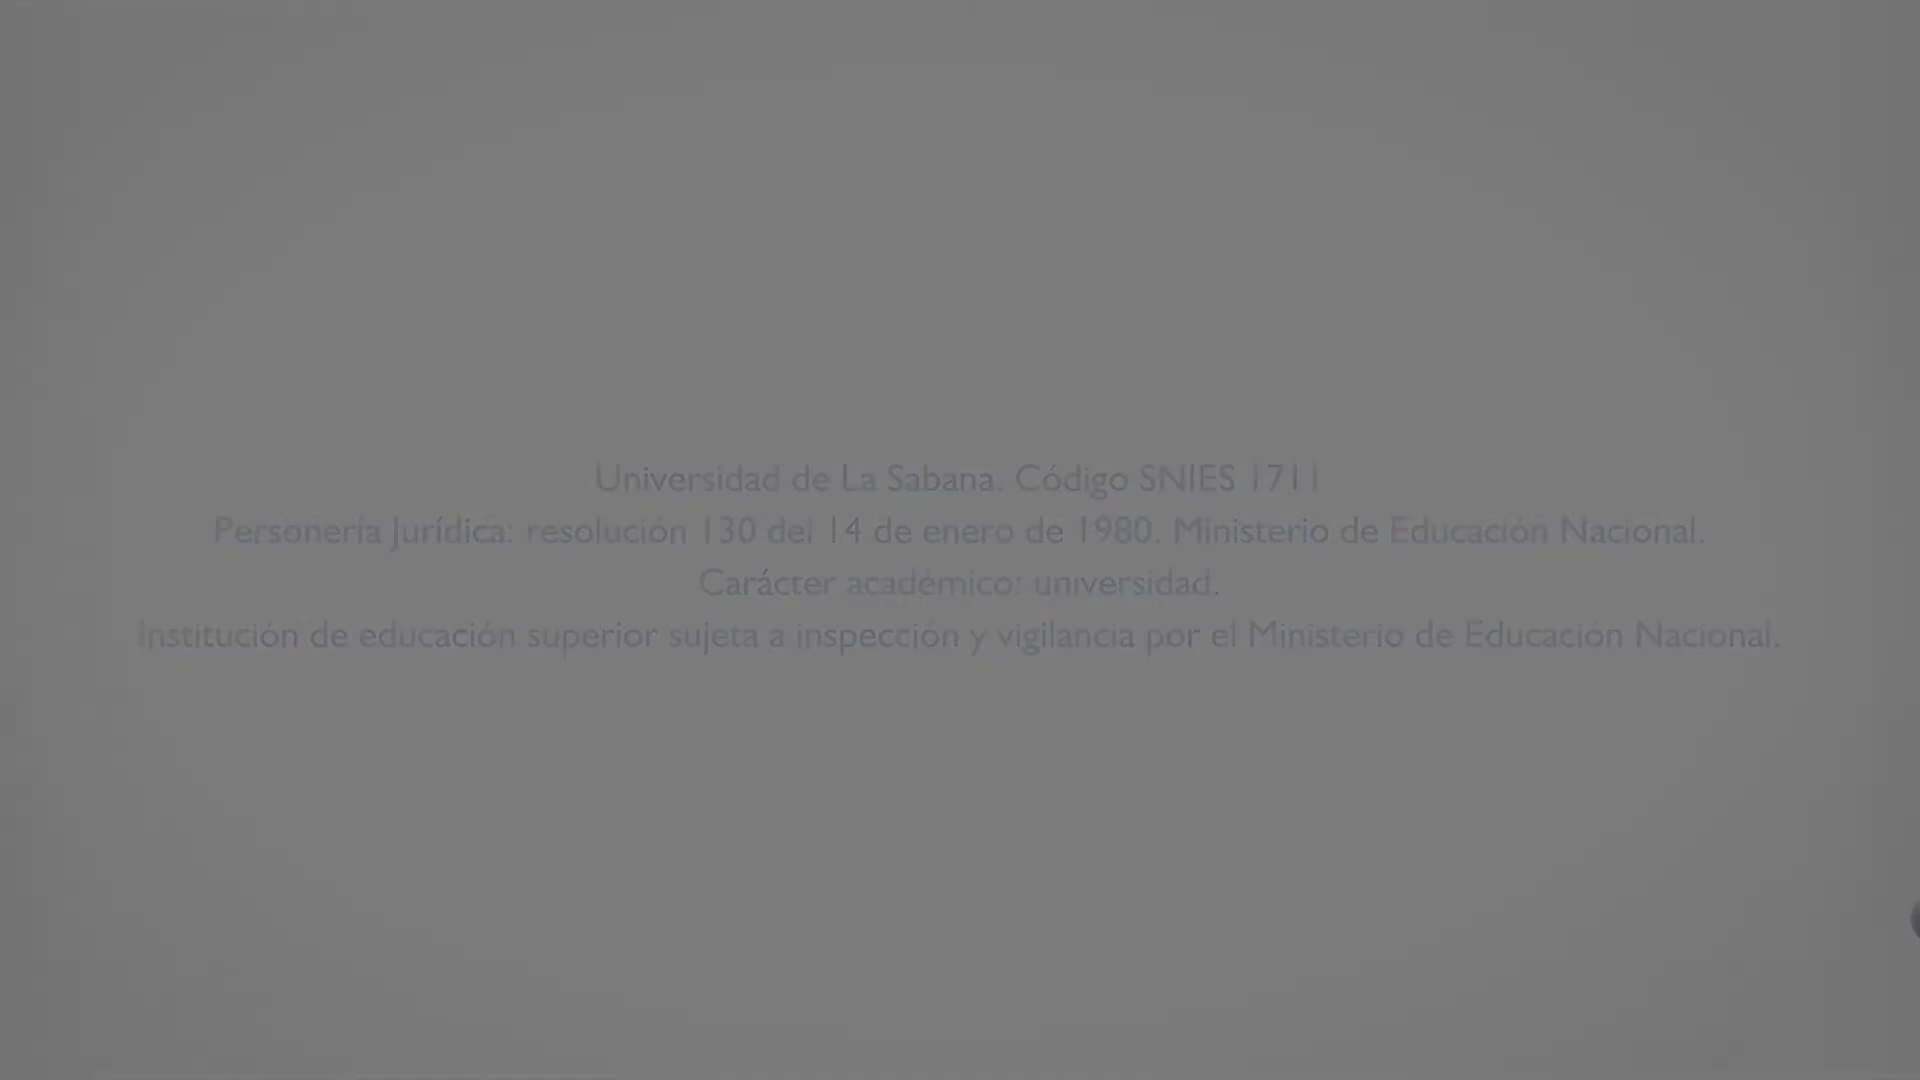 Universidad de La Sabana. Código SNIES 1711
Personería Jurídica: resolución 130 del 14 de enero de 1980. Ministerio de Educación Nacional.
Carácter académico: universidad.
Institución de educación superior sujeta a inspección y vigilancia por el Ministerio de Educación Nacional.